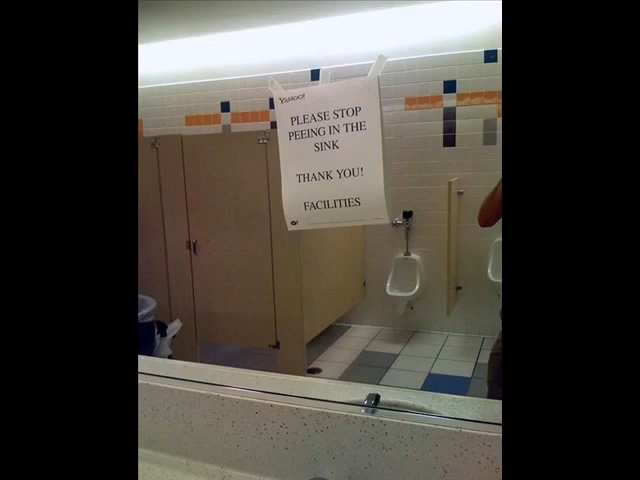 YAHOO!
PLEASE STOP
PEEING IN THE
SINK
THANK YOU!
FACILITIES